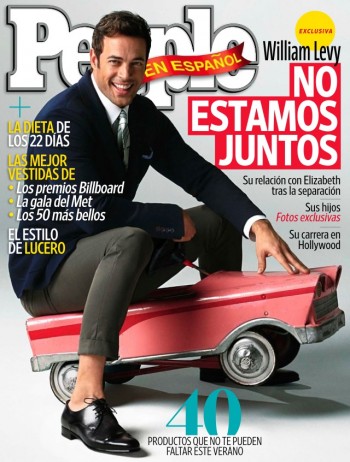 People
EN ESPAÑOL
EXCLUSIVA
William Levy
NO
ESTAMOS
JUNTOS
Su relación con Elizabeth
tras la separación
Sus hijos
Fotos exclusivas
Su carrera en
Hollywood
+
LA DIETA DE
LOS 22 DÍAS
LAS MEJOR
VESTIDAS DE
• Los premios Billboard
• La gala del Met
• Los 50 más bellos
EL ESTILO
DE LUCERO
40
PRODUCTOS QUE NO TE PUEDEN
FALTAR ESTE VERANO